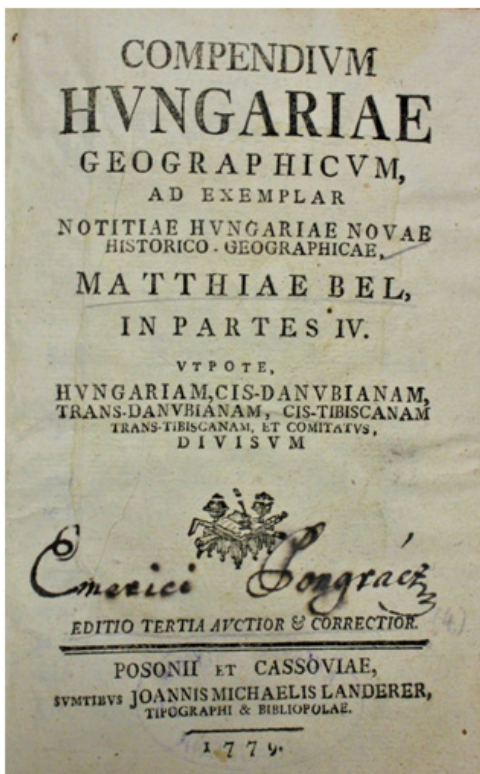 COMPENDIVM
HVNGARIAE
GEOGRAPHICVM,
AD EXEMPLAR
NOTITIAE HVNGARIAE NOVAE
HISTORICO-GEOGRAPHICAE,
MATTHIAE BEL,
IN PARTES IV.
VTPOTE,
HVNGARIAM, CIS-DANVBIANAM,
TRANS-DANVBIANAM, CIS-TIBISCANAM
TRANS-TIBISCANAM, ET COMITATVS,
DIVISVM
Emerici Pongrácz
EDITIO TERTIA AVCTIOR & CORRECTIOR.
(4.)
POSONII ET CASSOVIAE,
SVMTIBVS JOANNIS MICHAELIS LANDERER,
TIPOGRAPHI & BIBLIOPOLAE.
1779.